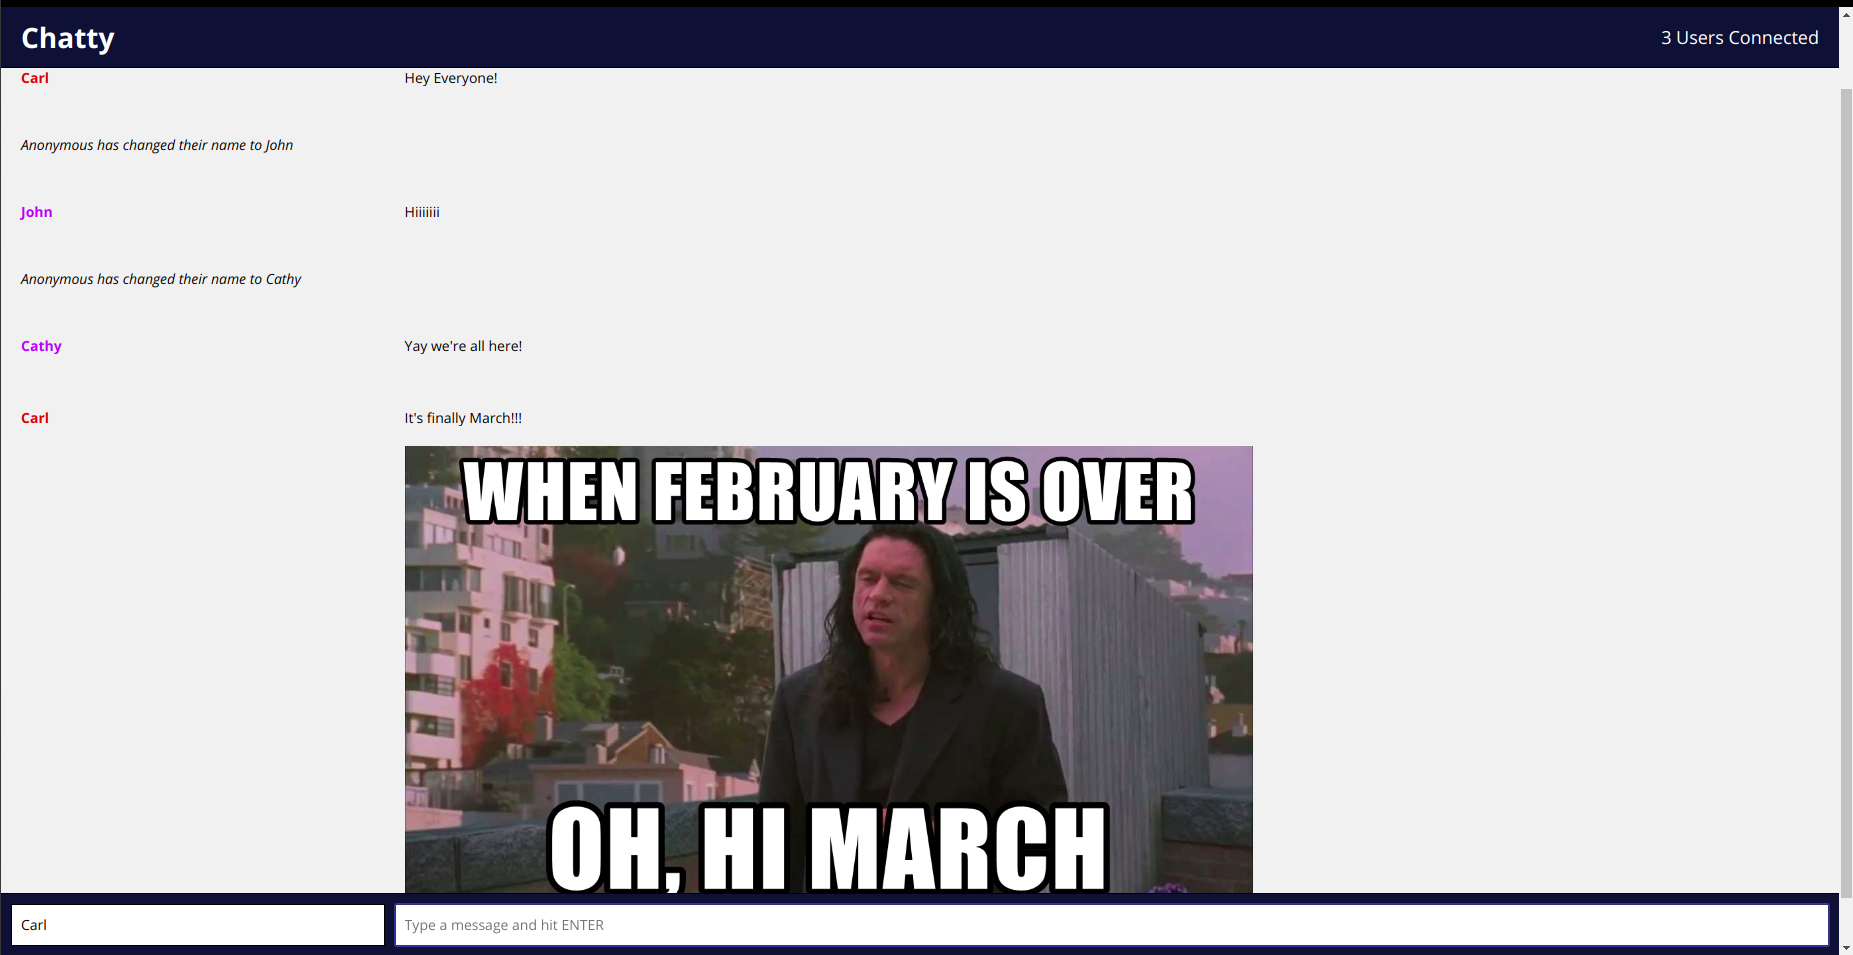 Chatty
3 Users Connected
Carl
Hey Everyone!
Anonymous has changed their name to John
John
Hiiiiiii
Anonymous has changed their name to Cathy
Cathy
Yay we're all here!
Carl
It's finally March!!!
WHEN FEBRUARY IS OVER
OH, HI MARCH
Carl
Type a message and hit ENTER